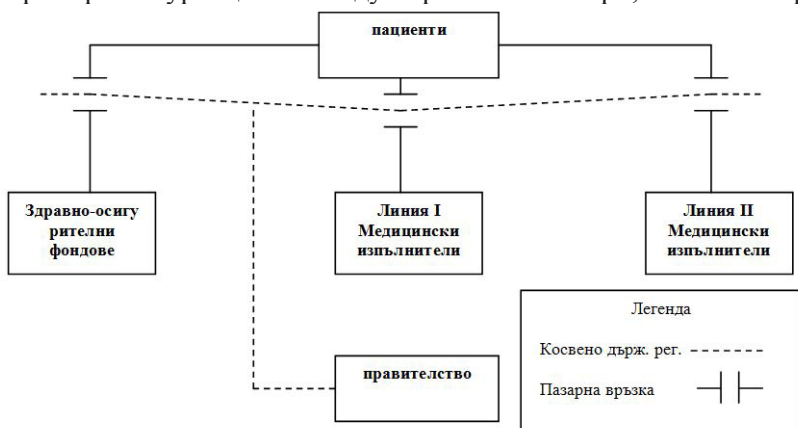 пациенти
Здравно-осигу
рителни
фондове
Линия I
Медицински
изпълнители
Линия II
Медицински
изпълнители
правителство
Легенда
Косвено държ. рег.
Пазарна връзка